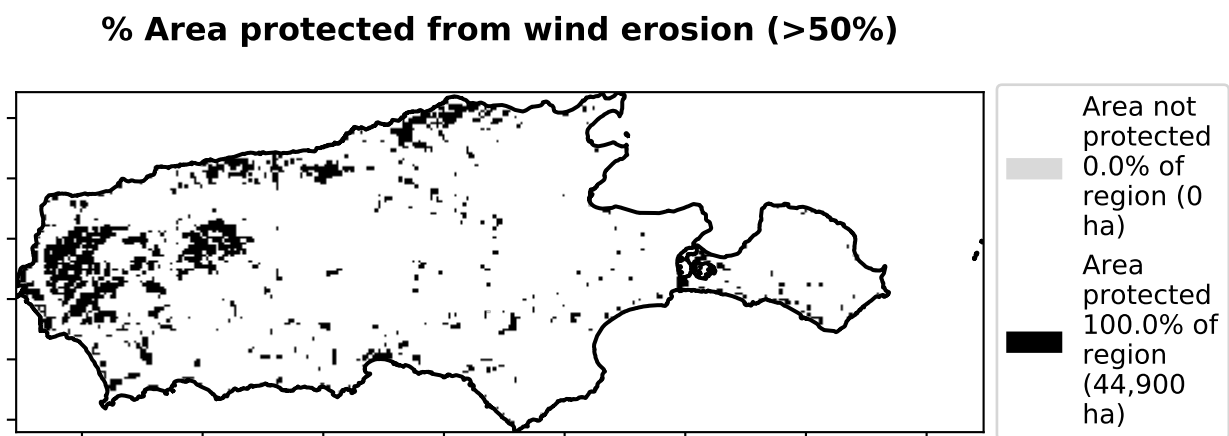 % Area protected from wind erosion (>50%)
Area not
protected
0.0% of
region (0
ha)
Area
protected
100.0% of
region
(44,900
ha)